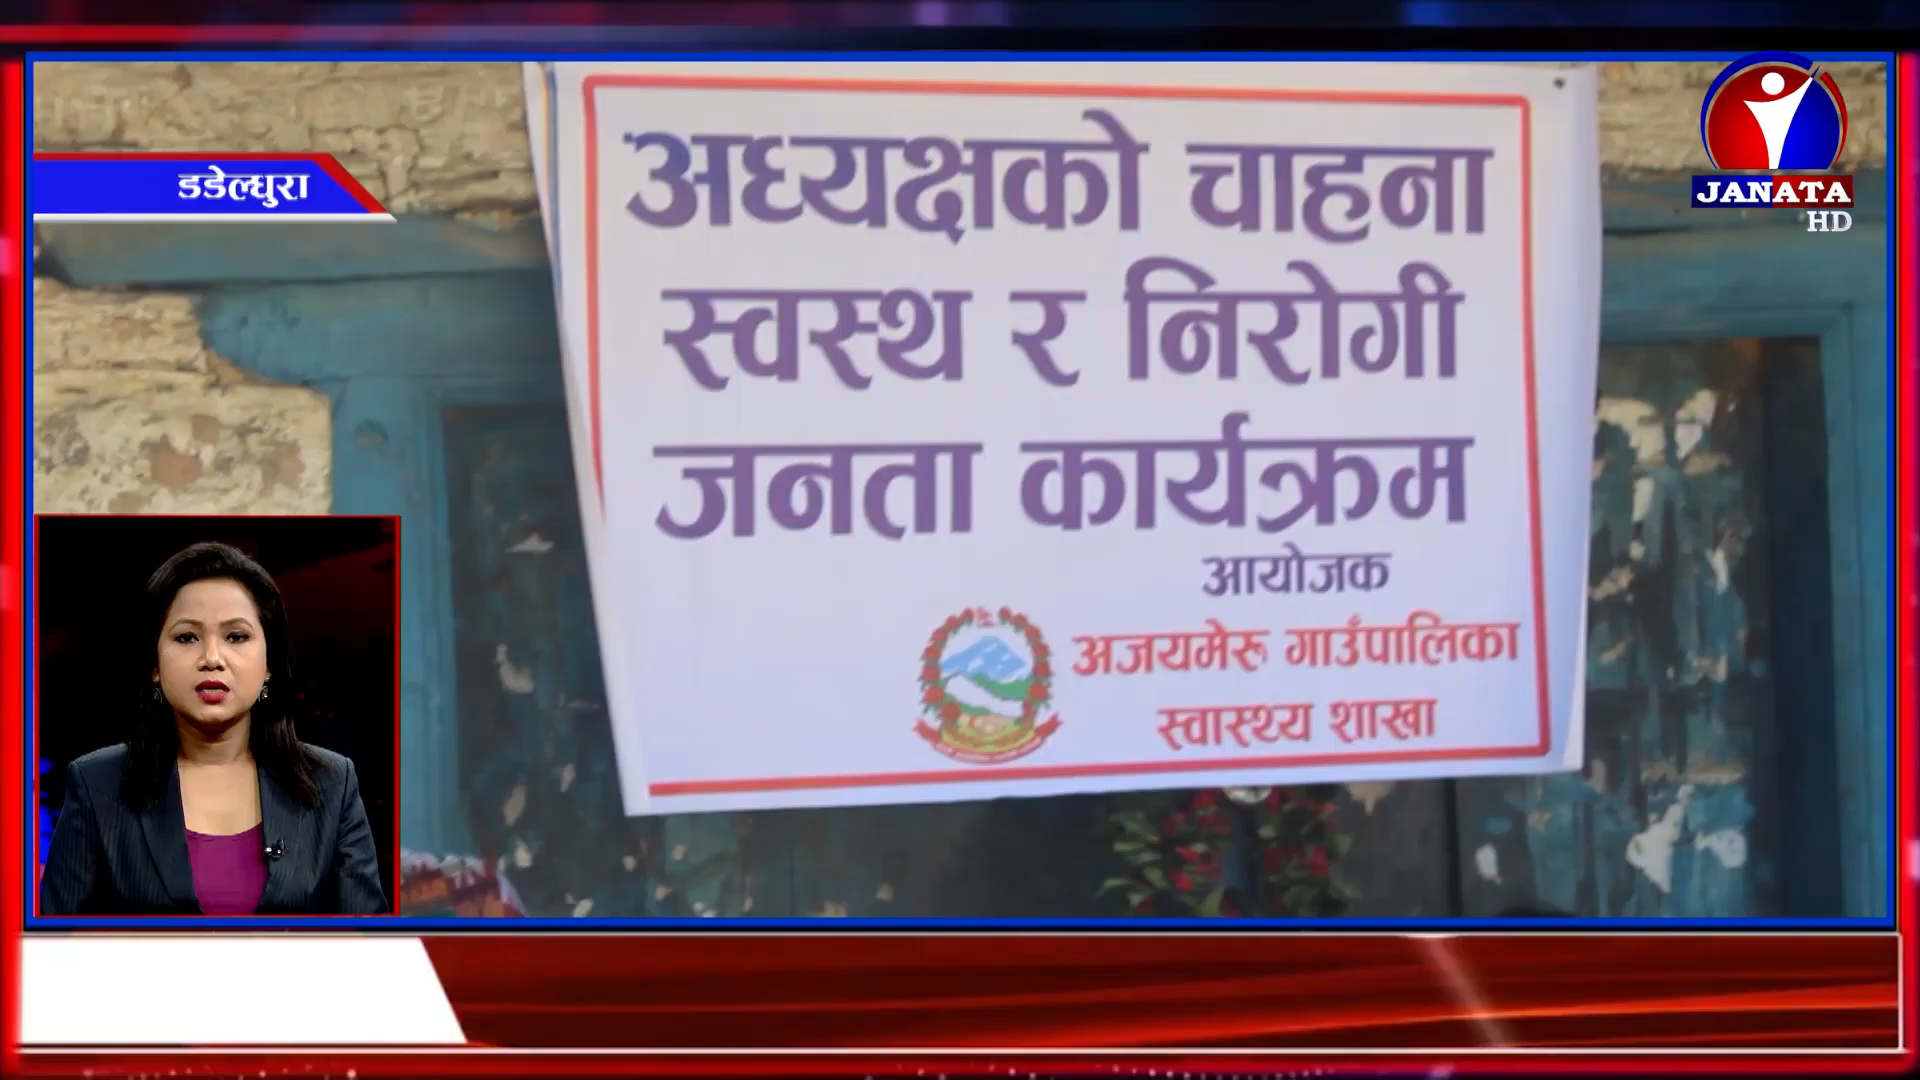 डडेल्धुरा
JANATA
HD
अध्यक्षको चाहना
स्वस्थ र निरोगी
जनता कार्यक्रम
आयोजक
अजयमेरु गाउँपालिका
स्वास्थ्य शाखा